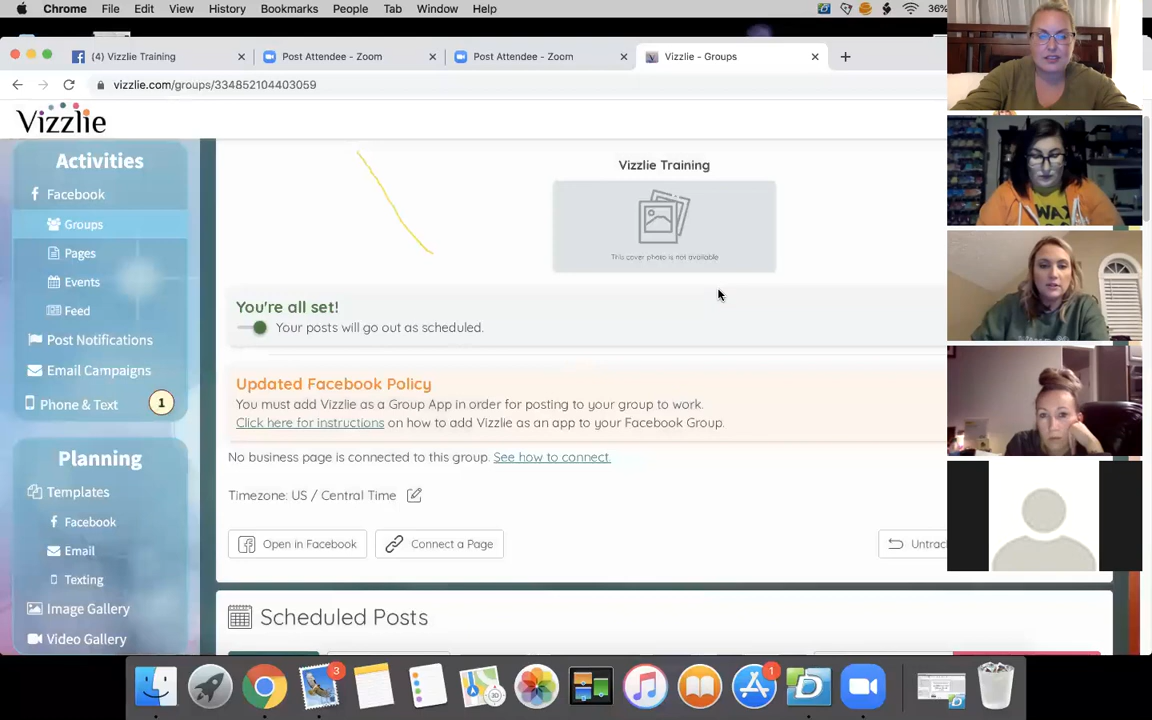 Chrome File Edit View History Bookmarks People Tab Window Help 36%
(4) Vizzlie Training Post Attendee - Zoom Post Attendee - Zoom Vizzlie - Groups
vizzlie.com/groups/334852104403059
Vizzlie
Activities
Facebook
Groups
Pages
Events
Feed
Post Notifications
Email Campaigns
Phone & Text 1
Planning
Templates
Facebook
Email
Texting
Image Gallery
Video Gallery
Vizzlie Training
This cover photo is not available
You're all set!
Your posts will go out as scheduled.
Updated Facebook Policy
You must add Vizzlie as a Group App in order for posting to your group to work.
Click here for instructions on how to add Vizzlie as an app to your Facebook Group.
No business page is connected to this group. See how to connect.
Timezone: US / Central Time
Open in Facebook Connect a Page Untrac
Scheduled Posts
3
1